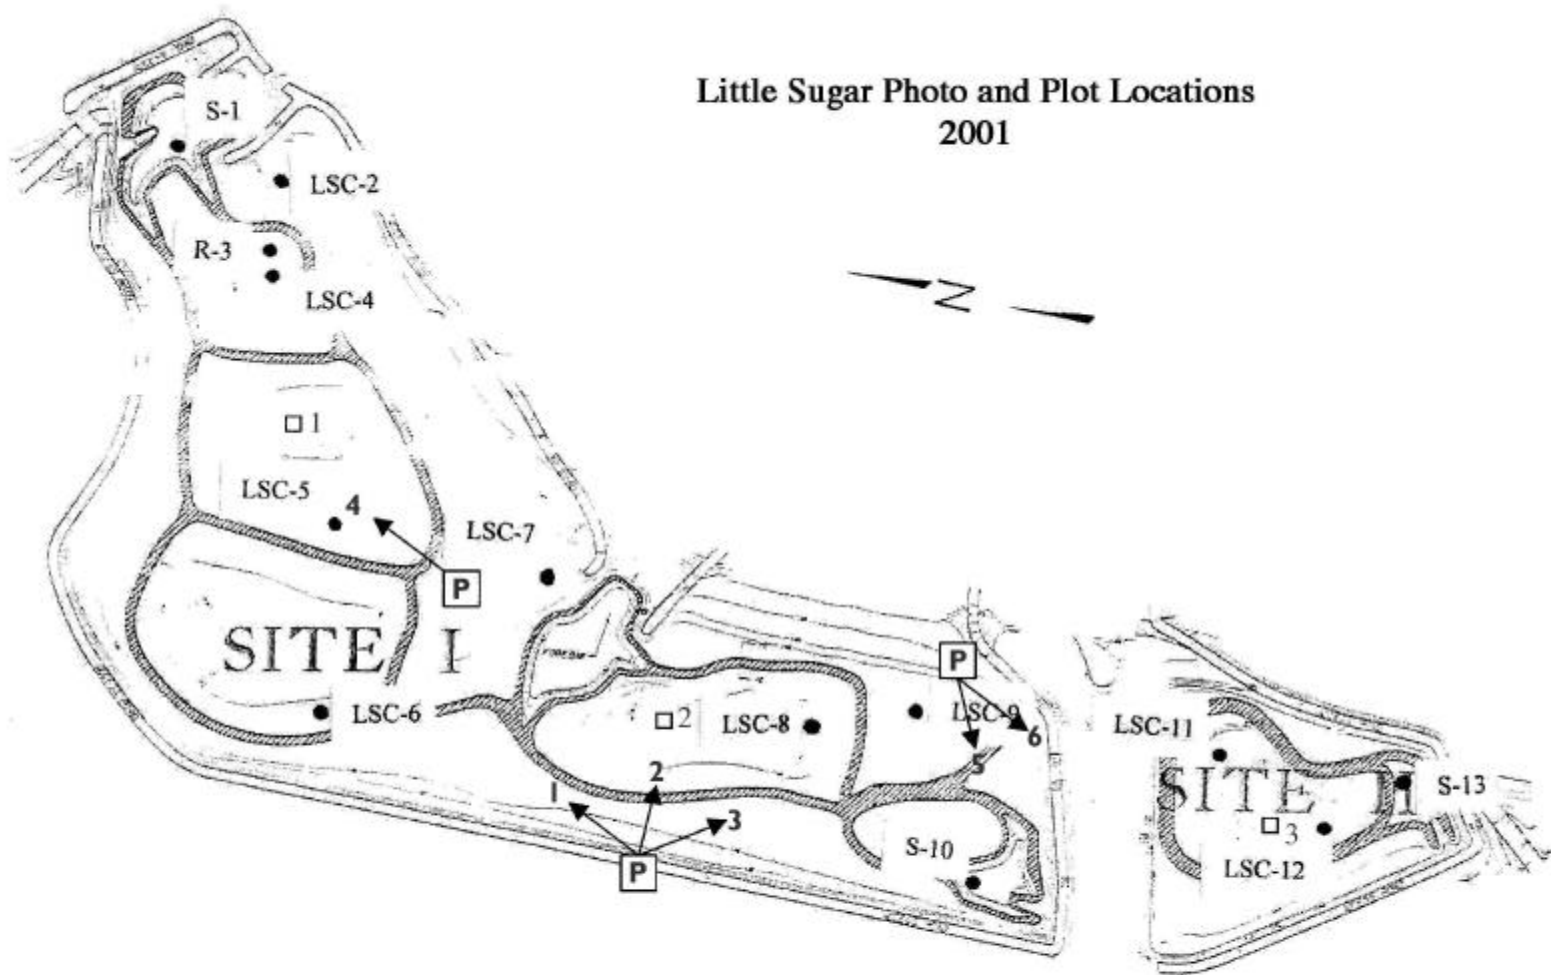 Little Sugar Photo and Plot Locations
2001
S-1
LSC-2
R-3
LSC-4
N
1
LSC-5
4
LSC-7
P
SITE I
LSC-6
P
2
LSC-8
LSC-9
6
5
2
1
3
P
S-10
LSC-11
SITE II
S-13
3
LSC-12